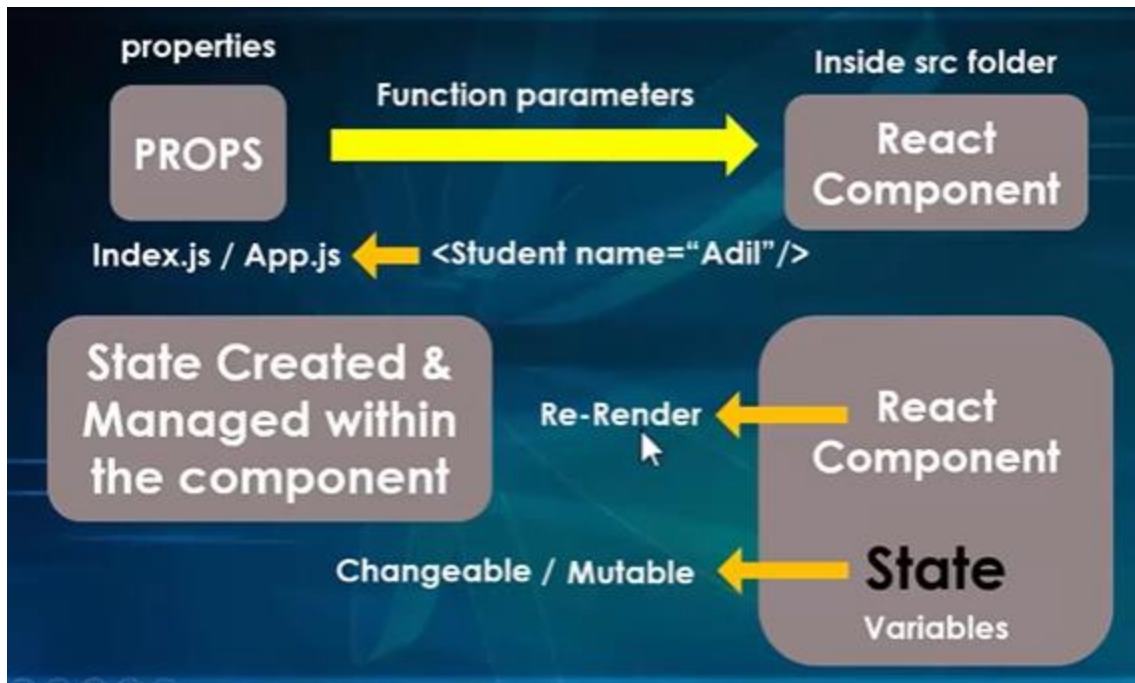 properties
PROPS
Function parameters
Inside src folder
React
Component
Index.js / App.js
<Student name=“Adil”/>
State Created &
Managed within
the component
Re-Render
React
Component
Changeable / Mutable
State
Variables